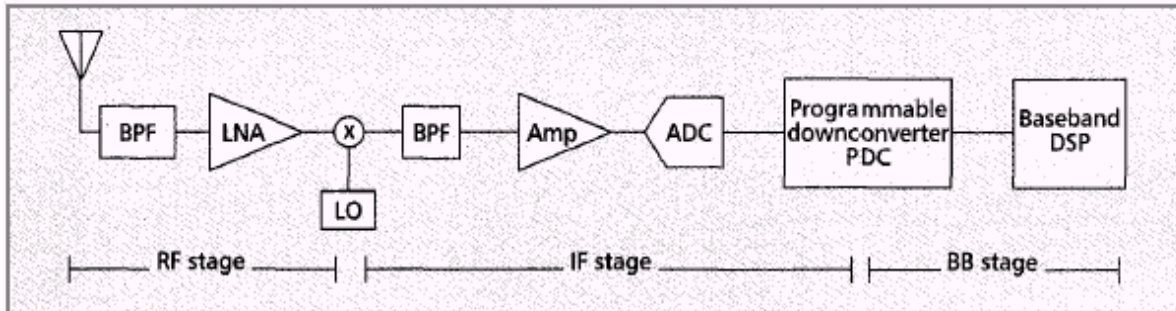 BPF
LNA
X
BPF
Amp
ADC
Programmable
downconverter
PDC
Baseband
DSP
LO
RF stage
IF stage
BB stage